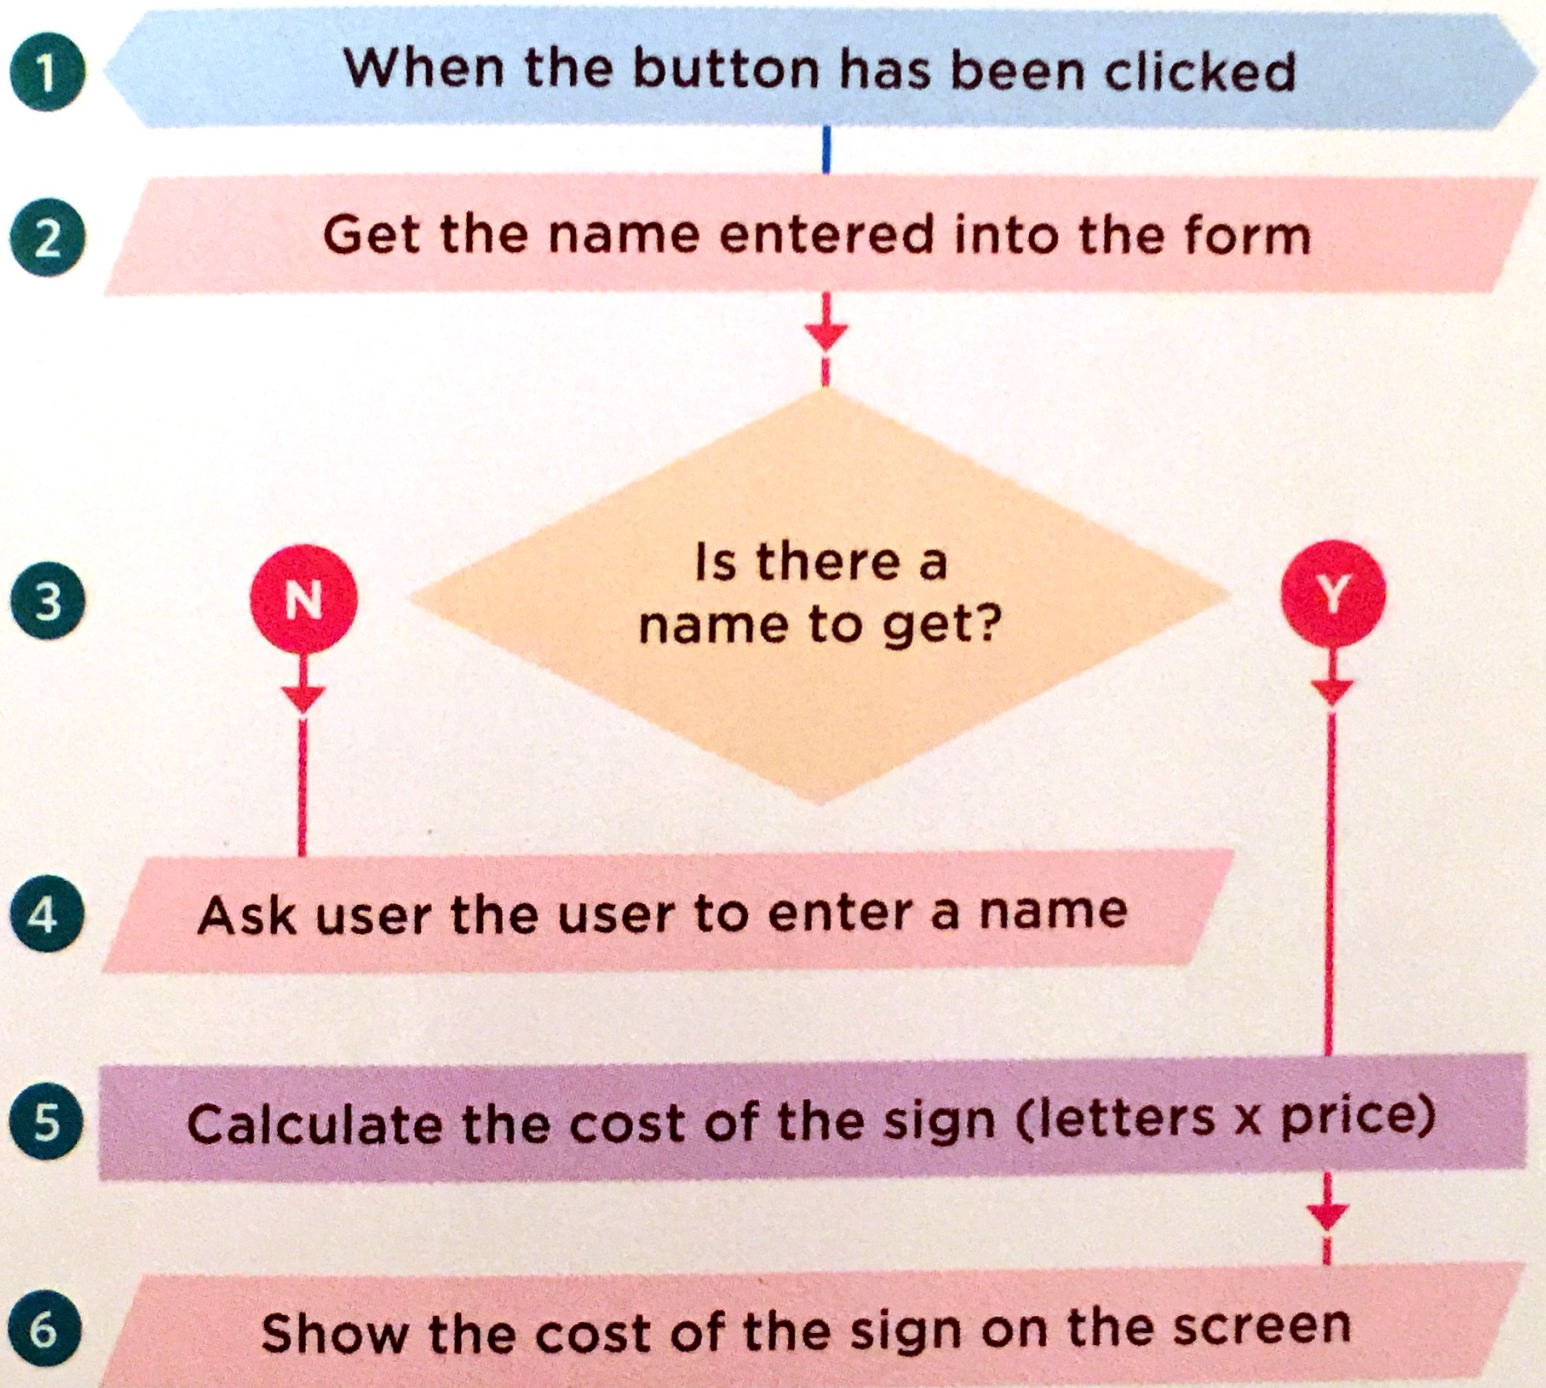 1 When the button has been clicked
2 Get the name entered into the form
Is there a
3 N name to get? Y
4 Ask user the user to enter a name
5 Calculate the cost of the sign (letters x price)
6 Show the cost of the sign on the screen